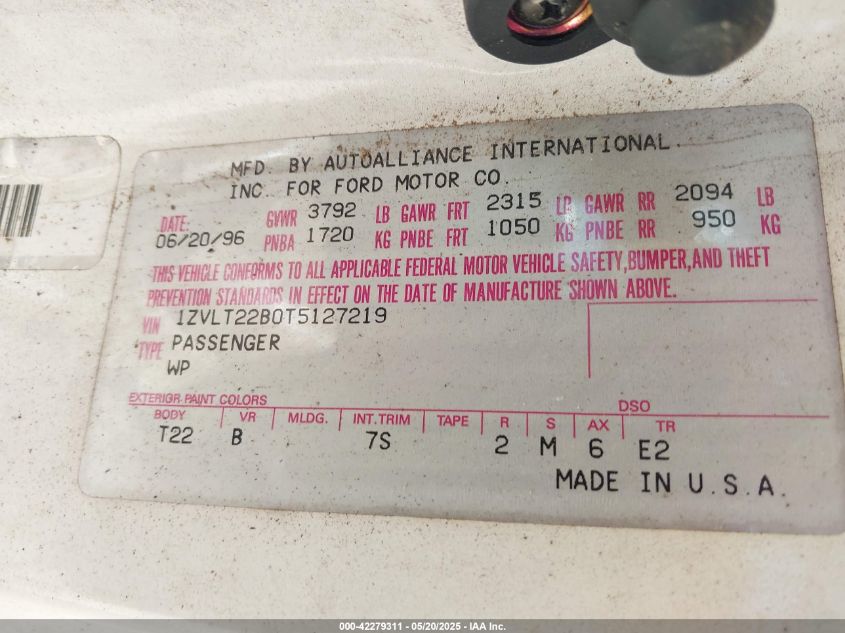 MFD. BY AUTOALLIANCE INTERNATIONAL
INC. FOR FORD MOTOR CO.
DATE: GVWR 3792 LB GAWR FRT 2315 LB GAWR RR 2094 LB
06/20/96 PNBA 1720 KG PNBE FRT 1050 KG PNBE RR 950 KG
THIS VEHICLE CONFORMS TO ALL APPLICABLE FEDERAL MOTOR VEHICLE SAFETY, BUMPER, AND THEFT
PREVENTION STANDARDS IN EFFECT ON THE DATE OF MANUFACTURE SHOWN ABOVE.
VIN 1ZVLT22B0T5127219
TYPE PASSENGER
WP
EXTERIOR PAINT COLORS DSO
BODY VR MLDG. INT. TRIM TAPE R S AX TR
T22 B 7S 2 M 6 E2
MADE IN U.S.A.
000-42279311 — 05/20/2025 — IAA Inc.